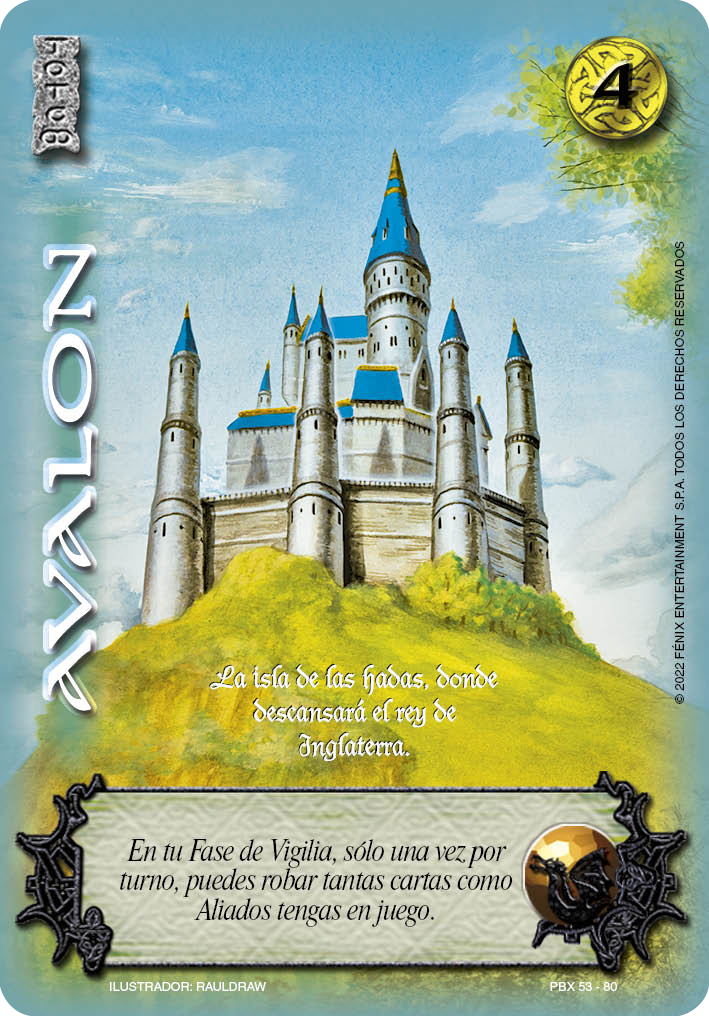 4
AVALON
La isla de las hadas, donde
descansará el rey de
Inglaterra.
En tu Fase de Vigilia, sólo una vez por
turno, puedes robar tantas cartas como
Aliados tengas en juego.
ILUSTRADOR: RAULDRAW
PBX 53 - 80
© 2022 FÉNIX ENTERTAINMENT S.P.A. TODOS LOS DERECHOS RESERVADOS